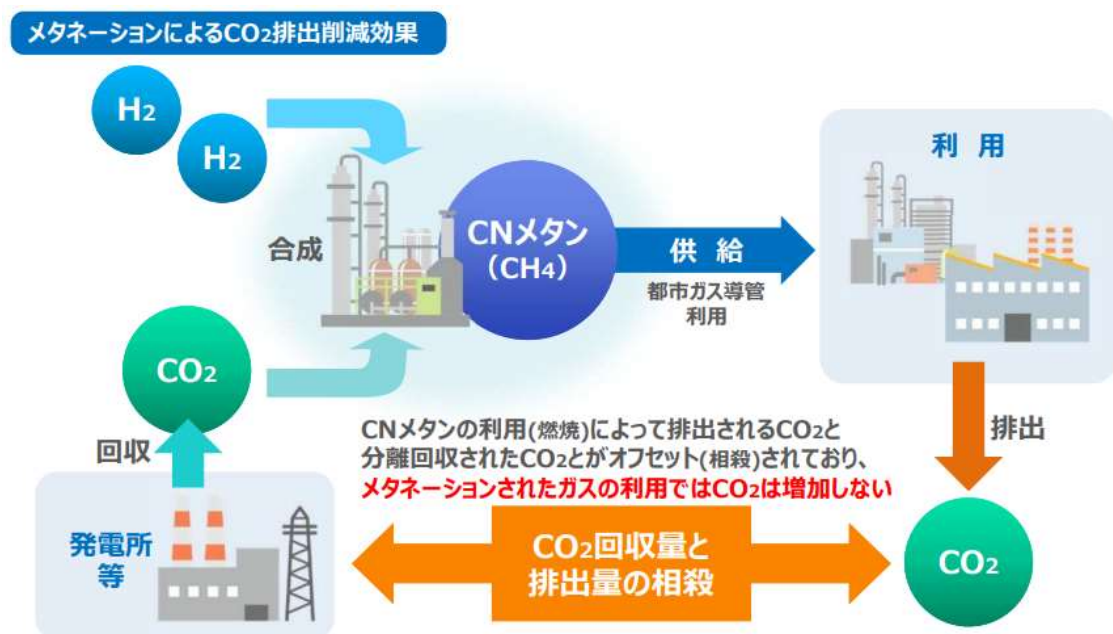 メタネーションによるCO2排出削減効果
H2
H2
合成
CNメタン
(CH4)
供 給
都市ガス導管
利用
利 用
CO2
回収
発電所
等
CNメタンの利用(燃焼)によって排出されるCO2と
分離回収されたCO2とがオフセット(相殺)されており、
メタネーションされたガスの利用ではCO2は増加しない
排出
CO2回収量と
排出量の相殺
CO2